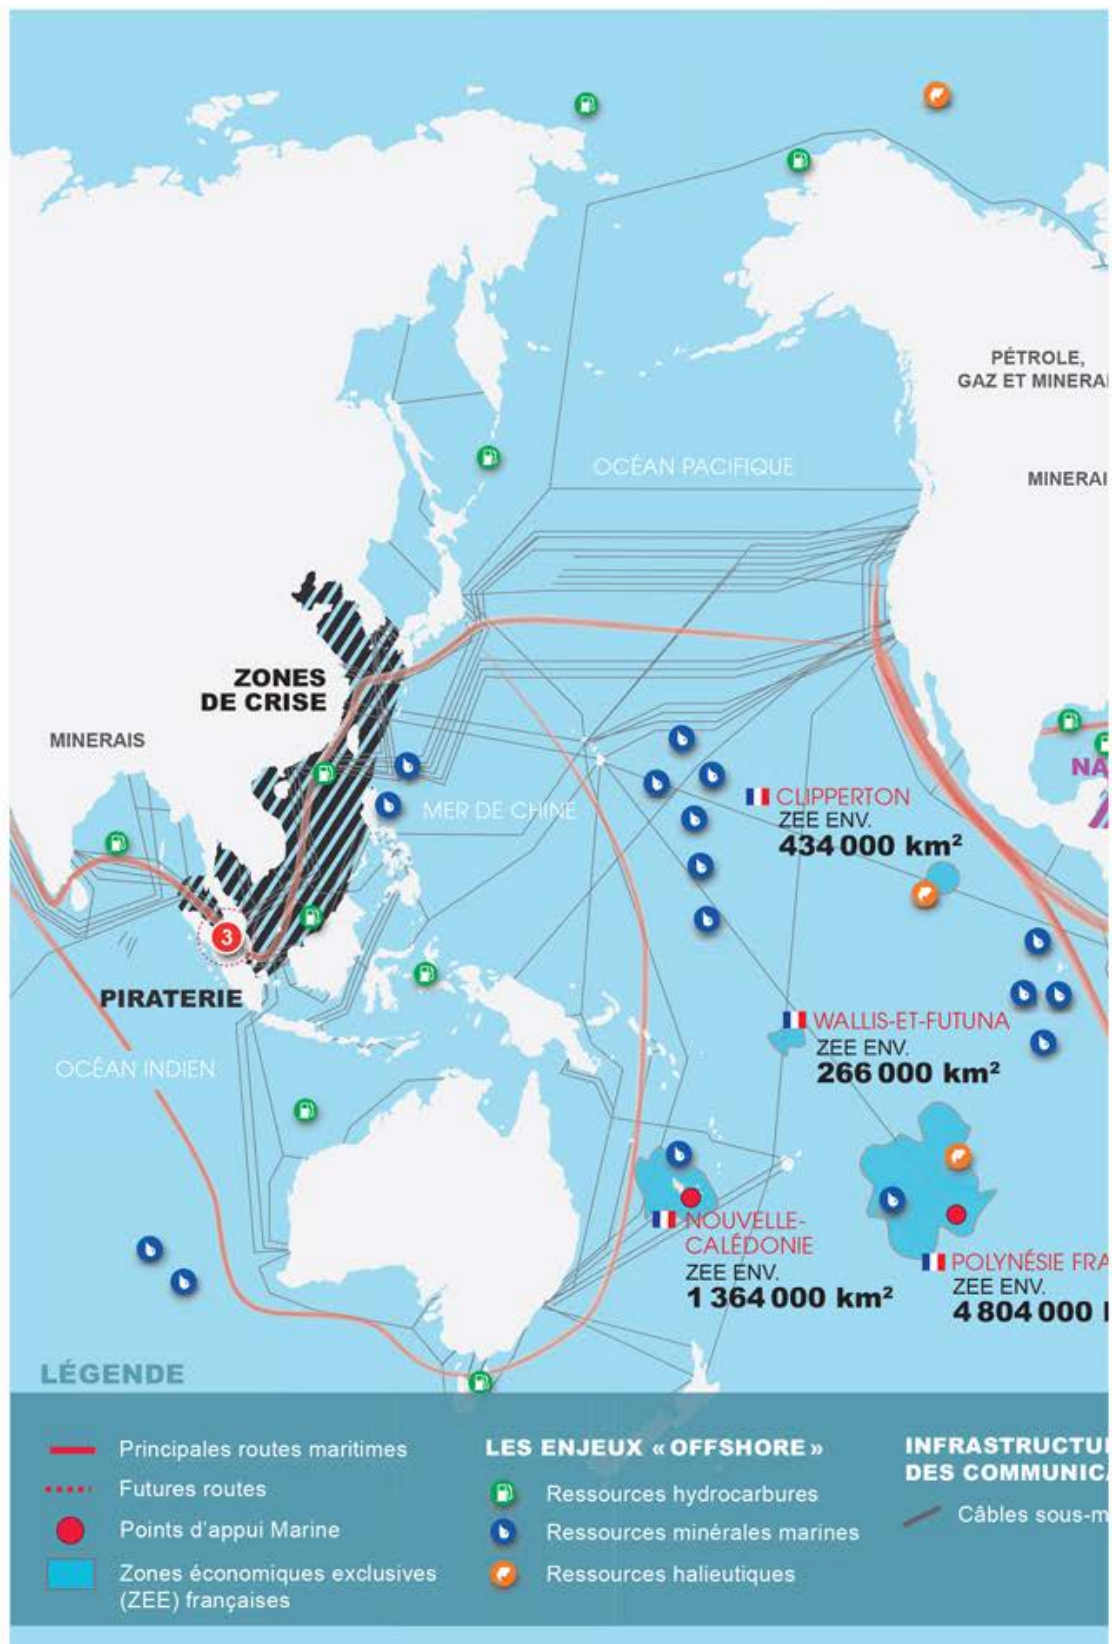 PÉTROLE,
GAZ ET MINERAI
OCÉAN PACIFIQUE
MINERAI
ZONES
DE CRISE
MINERAIS
NA
MER DE CHINE
CLIPPERTON
ZEE ENV.
434 000 km²
3
PIRATERIE
WALLIS-ET-FUTUNA
ZEE ENV.
266 000 km²
OCÉAN INDIEN
NOUVELLE-
CALÉDONIE
ZEE ENV.
1 364 000 km²
POLYNÉSIE FRA
ZEE ENV.
4 804 000
LÉGENDE
Principales routes maritimes
Futures routes
Points d'appui Marine
Zones économiques exclusives
(ZEE) françaises
LES ENJEUX « OFFSHORE »
Ressources hydrocarbures
Ressources minérales marines
Ressources halieutiques
INFRASTRUCTU
DES COMMUNICA
Câbles sous-m